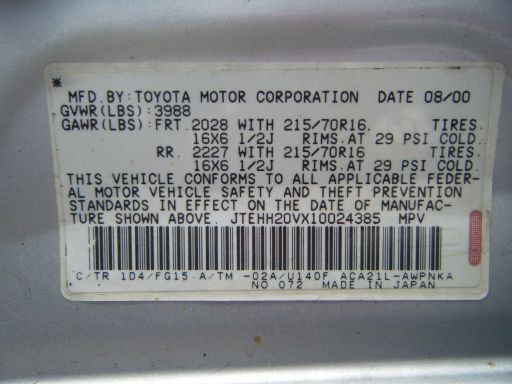 *
MFD.BY:TOYOTA MOTOR CORPORATION DATE 08/00
GVWR(LBS):3988
GAWR(LBS):FRT. 2028 WITH 215/70R16 TIRES.
16X6 1/2J RIMS.AT 29 PSI COLD.
RR. 2227 WITH 215/70R16 TIRES.
16X6 1/2J RIMS.AT 29 PSI COLD.
THIS VEHICLE CONFORMS TO ALL APPLICABLE FEDER-
AL MOTOR VEHICLE SAFETY AND THEFT PREVENTION
STANDARDS IN EFFECT ON THE DATE OF MANUFAC-
TURE SHOWN ABOVE. JTEHH20VX10024385 MPV
C/TR 1D4/FG15 A/TM -02A/U140F ACA21L-AWPNKA
NO 072 MADE IN JAPAN